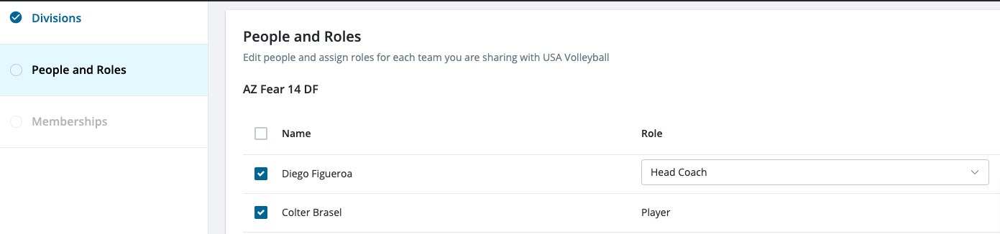 Divisions
People and Roles
Memberships
People and Roles
Edit people and assign roles for each team you are sharing with USA Volleyball
AZ Fear 14 DF
Name Role
Diego Figueroa Head Coach
Colter Brasel Player